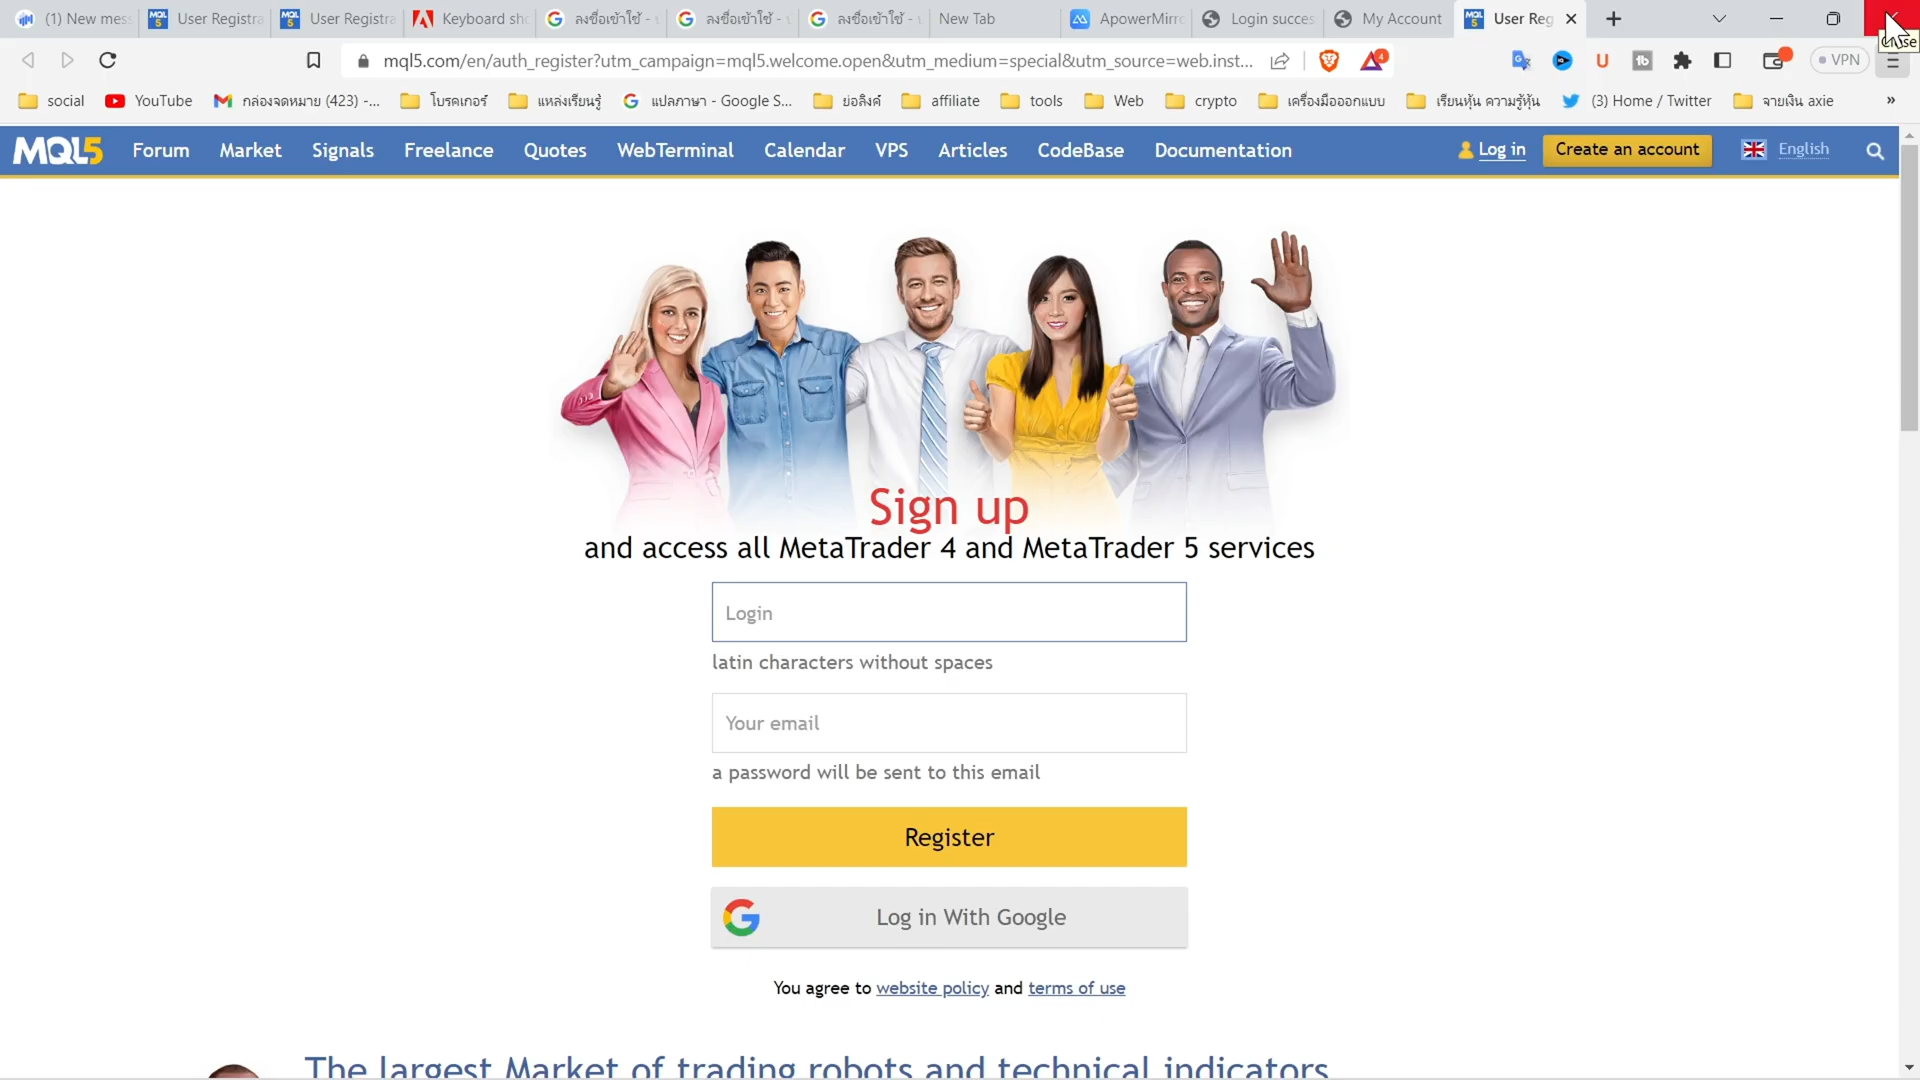 (1) New mes
User Registra
User Registra
Keyboard sho
ลงชื่อเข้าใช้ -
ลงชื่อเข้าใช้ -
ลงชื่อเข้าใช้ -
New Tab
ApowerMirro
Login succes
My Account
User Reg
Close
mql5.com/en/auth_register?utm_campaign=mql5.welcome.open&utm_medium=special&utm_source=web.inst...
4
VPN
social
YouTube
กล่องจดหมาย (423) -...
โบรคเกอร์
แหล่งเรียนรู้
แปลภาษา - Google S...
ย่อลิงค์
affiliate
tools
Web
crypto
เครื่องมือออกแบบ
เรียนหุ้น ความรู้หุ้น
(3) Home / Twitter
จ่ายเงิน axie
»
MQL5
Forum
Market
Signals
Freelance
Quotes
WebTerminal
Calendar
VPS
Articles
CodeBase
Documentation
Log in
Create an account
English
Sign up
and access all MetaTrader 4 and MetaTrader 5 services
Login
latin characters without spaces
Your email
a password will be sent to this email
Register
Log in With Google
You agree to website policy and terms of use
The largest Market of trading robots and technical indicators